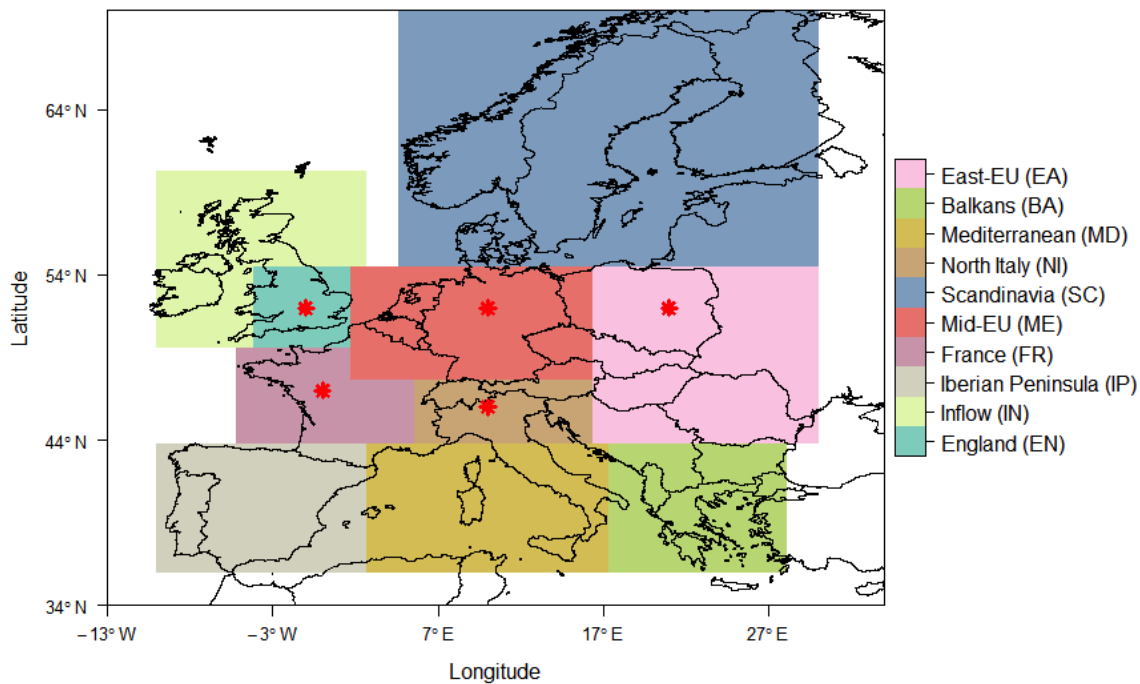 64° N
54° N
44° N
34° N
Latitude
−13° W
−3° W
7° E
17° E
27° E
Longitude
East-EU (EA)
Balkans (BA)
Mediterranean (MD)
North Italy (NI)
Scandinavia (SC)
Mid-EU (ME)
France (FR)
Iberian Peninsula (IP)
Inflow (IN)
England (EN)